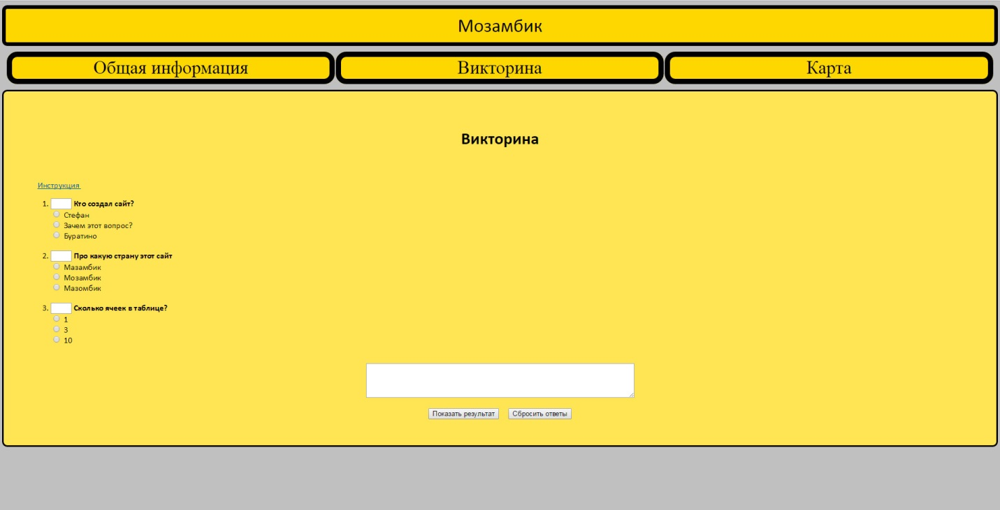 Мозамбик
Общая информация Викторина Карта
Викторина
Инструкция
1. Кто создал сайт?
Стефан
Зачем этот вопрос?
Буратино
2. Про какую страну этот сайт
Мазамбик
Мозамбик
Мазомбик
3. Сколько ячеек в таблице?
1
3
10
Показать результат Сбросить ответы